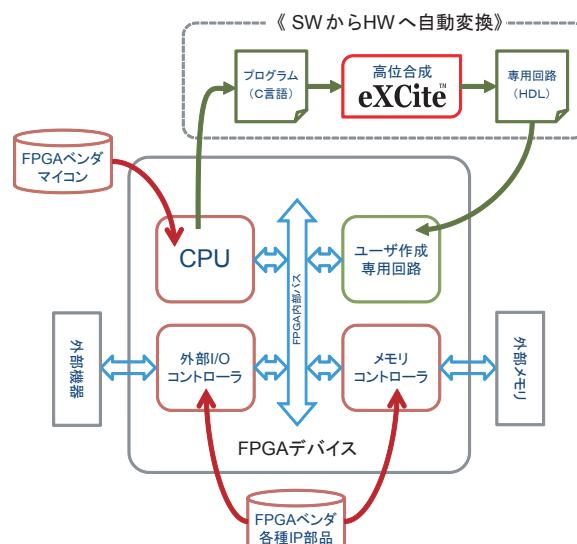 《 SWからHWへ自動変換》
プログラム
（C言語）
高位合成
eXCite™
専用回路
（HDL）
FPGAベンダ
マイコン
CPU
ユーザ作成
専用回路
FPGA内部バス
外部機器
外部I/O
コントローラ
メモリ
コントローラ
外部メモリ
FPGAデバイス
FPGAベンダ
各種IP部品